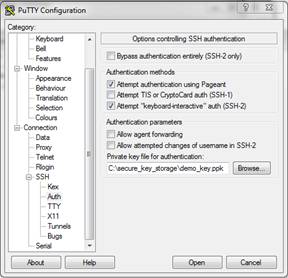 PuTTY Configuration
Category:
Keyboard
Bell
Features
Window
Appearance
Behaviour
Translation
Selection
Colours
Connection
Data
Proxy
Telnet
Rlogin
SSH
Kex
Auth
TTY
X11
Tunnels
Bugs
Serial
Options controlling SSH authentication
Bypass authentication entirely (SSH-2 only)
Authentication methods
Attempt authentication using Pageant
Attempt TIS or CryptoCard auth (SSH-1)
Attempt "keyboard-interactive" auth (SSH-2)
Authentication parameters
Allow agent forwarding
Allow attempted changes of username in SSH-2
Private key file for authentication:
C:\secure_key_storage\demo_key.ppk Browse...
About Help Open Cancel